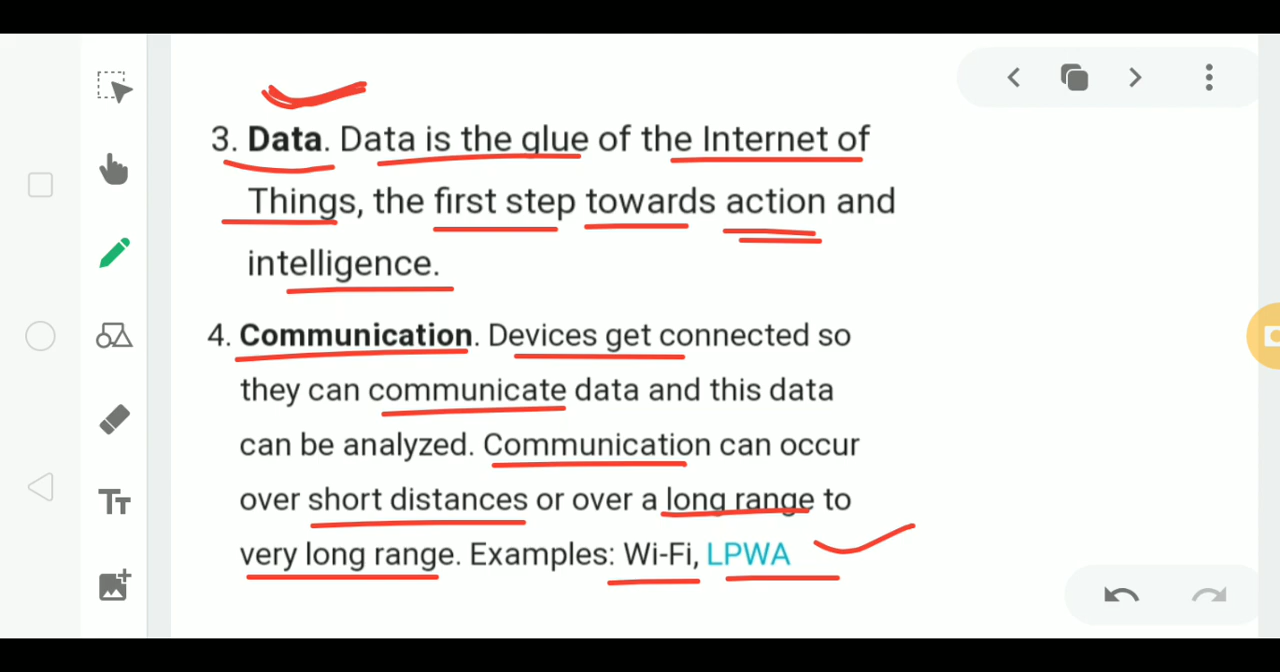 3. Data. Data is the glue of the Internet of
Things, the first step towards action and
intelligence.
4. Communication. Devices get connected so
they can communicate data and this data
can be analyzed. Communication can occur
over short distances or over a long range to
very long range. Examples: Wi-Fi, LPWA
TT